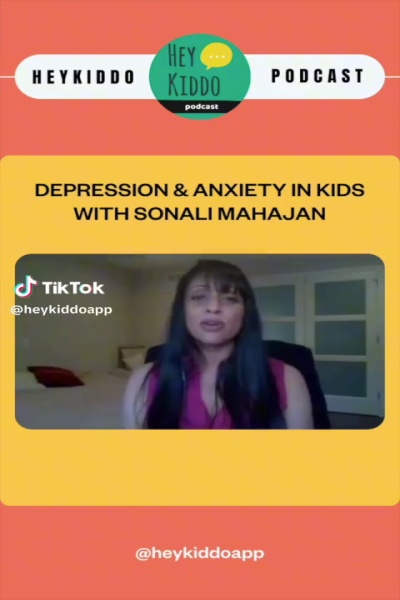 HEYKIDDO
HEY
KIDDO
podcast
PODCAST
DEPRESSION & ANXIETY IN KIDS
WITH SONALI MAHAJAN
TikTok
@heykiddoapp
@heykiddoapp